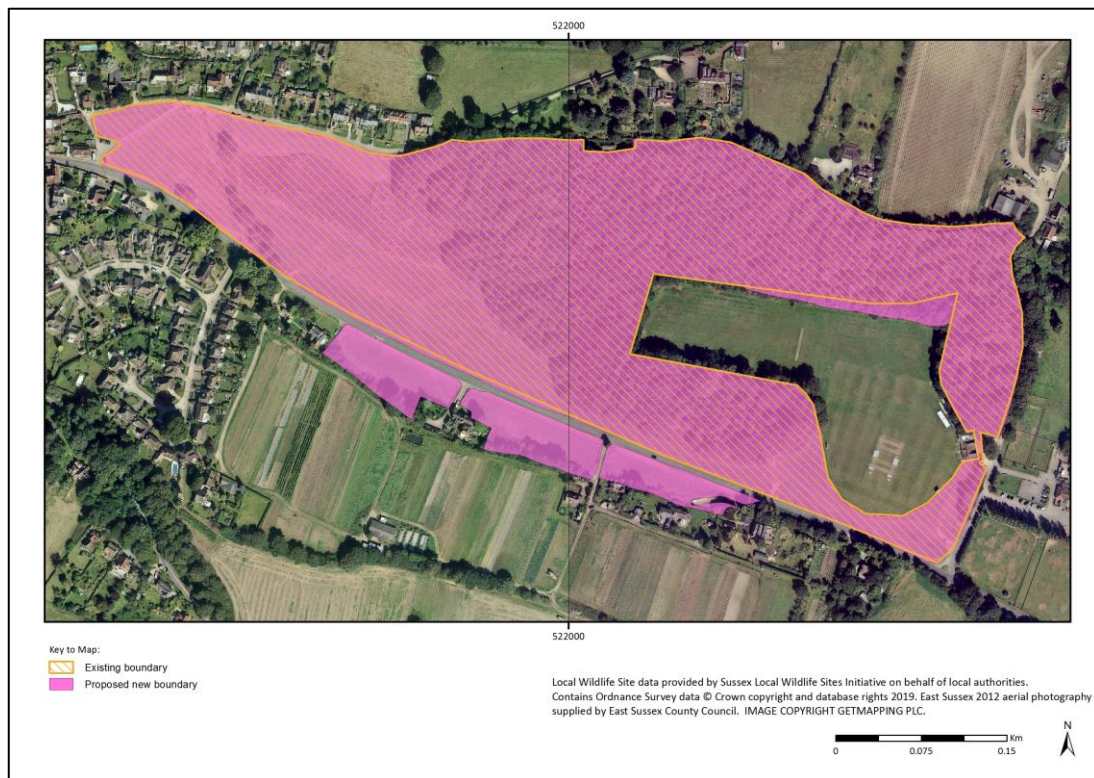 522000
522000
Key to Map:
Existing boundary
Proposed new boundary
Local Wildlife Site data provided by Sussex Local Wildlife Sites Initiative on behalf of local authorities.
Contains Ordnance Survey data © Crown copyright and database rights 2019. East Sussex 2012 aerial photography
supplied by East Sussex County Council.  IMAGE COPYRIGHT GETMAPPING PLC.
N
Km
0 0.075 0.15